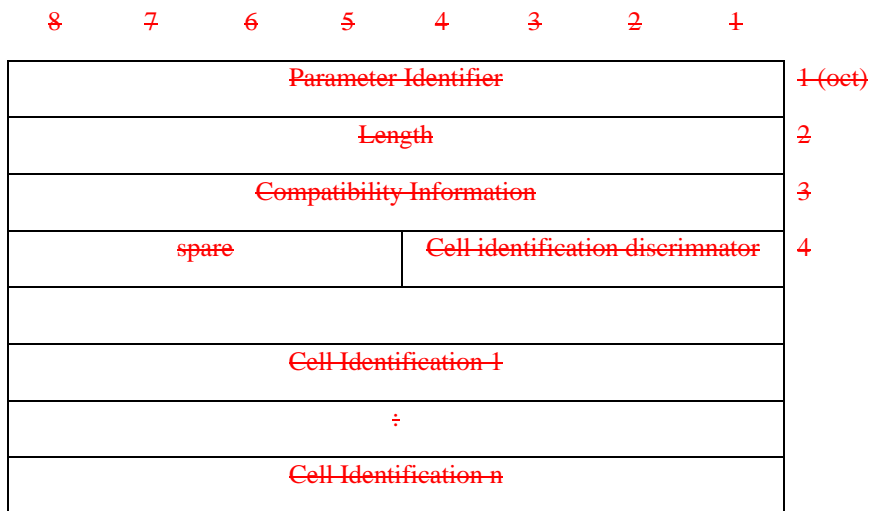 8 7 6 5 4 3 2 1
Parameter Identifier 1 (oct)
Length 2
Compatibility Information 3
spare Cell identification discrimnator 4
Cell Identification 1
:
Cell Identification n